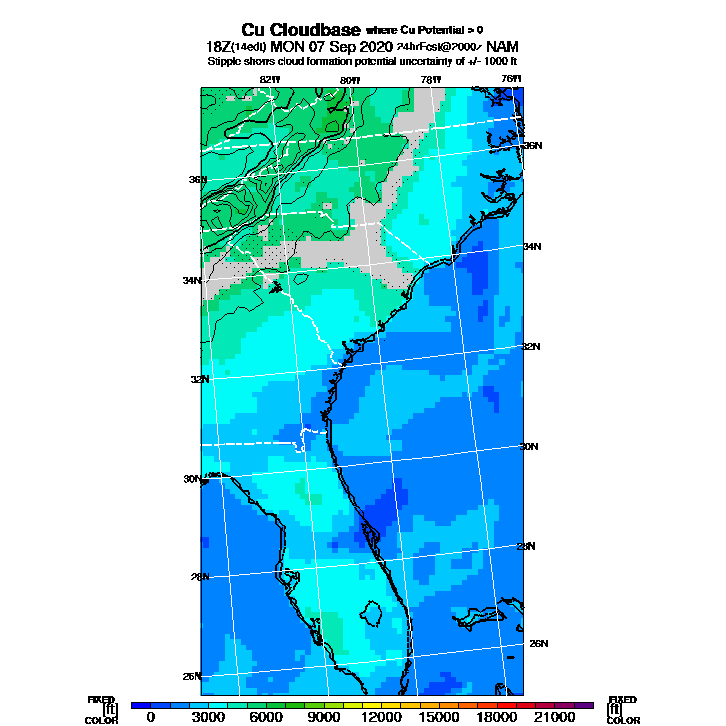 Cu Cloudbase where Cu Potential > 0
18Z(14edt) MON 07 Sep 2020 24hrFcst@2000z NAM
Stipple shows cloud formation potential uncertainty of +/- 1000 ft
82W 80W 78W 76W
36N
36N
34N
34N
32N
32N
30N
30N
28N
28N
26N
26N
FIXED FIXED
[ft] [ft]
COLOR COLOR
0 3000 6000 9000 12000 15000 18000 21000